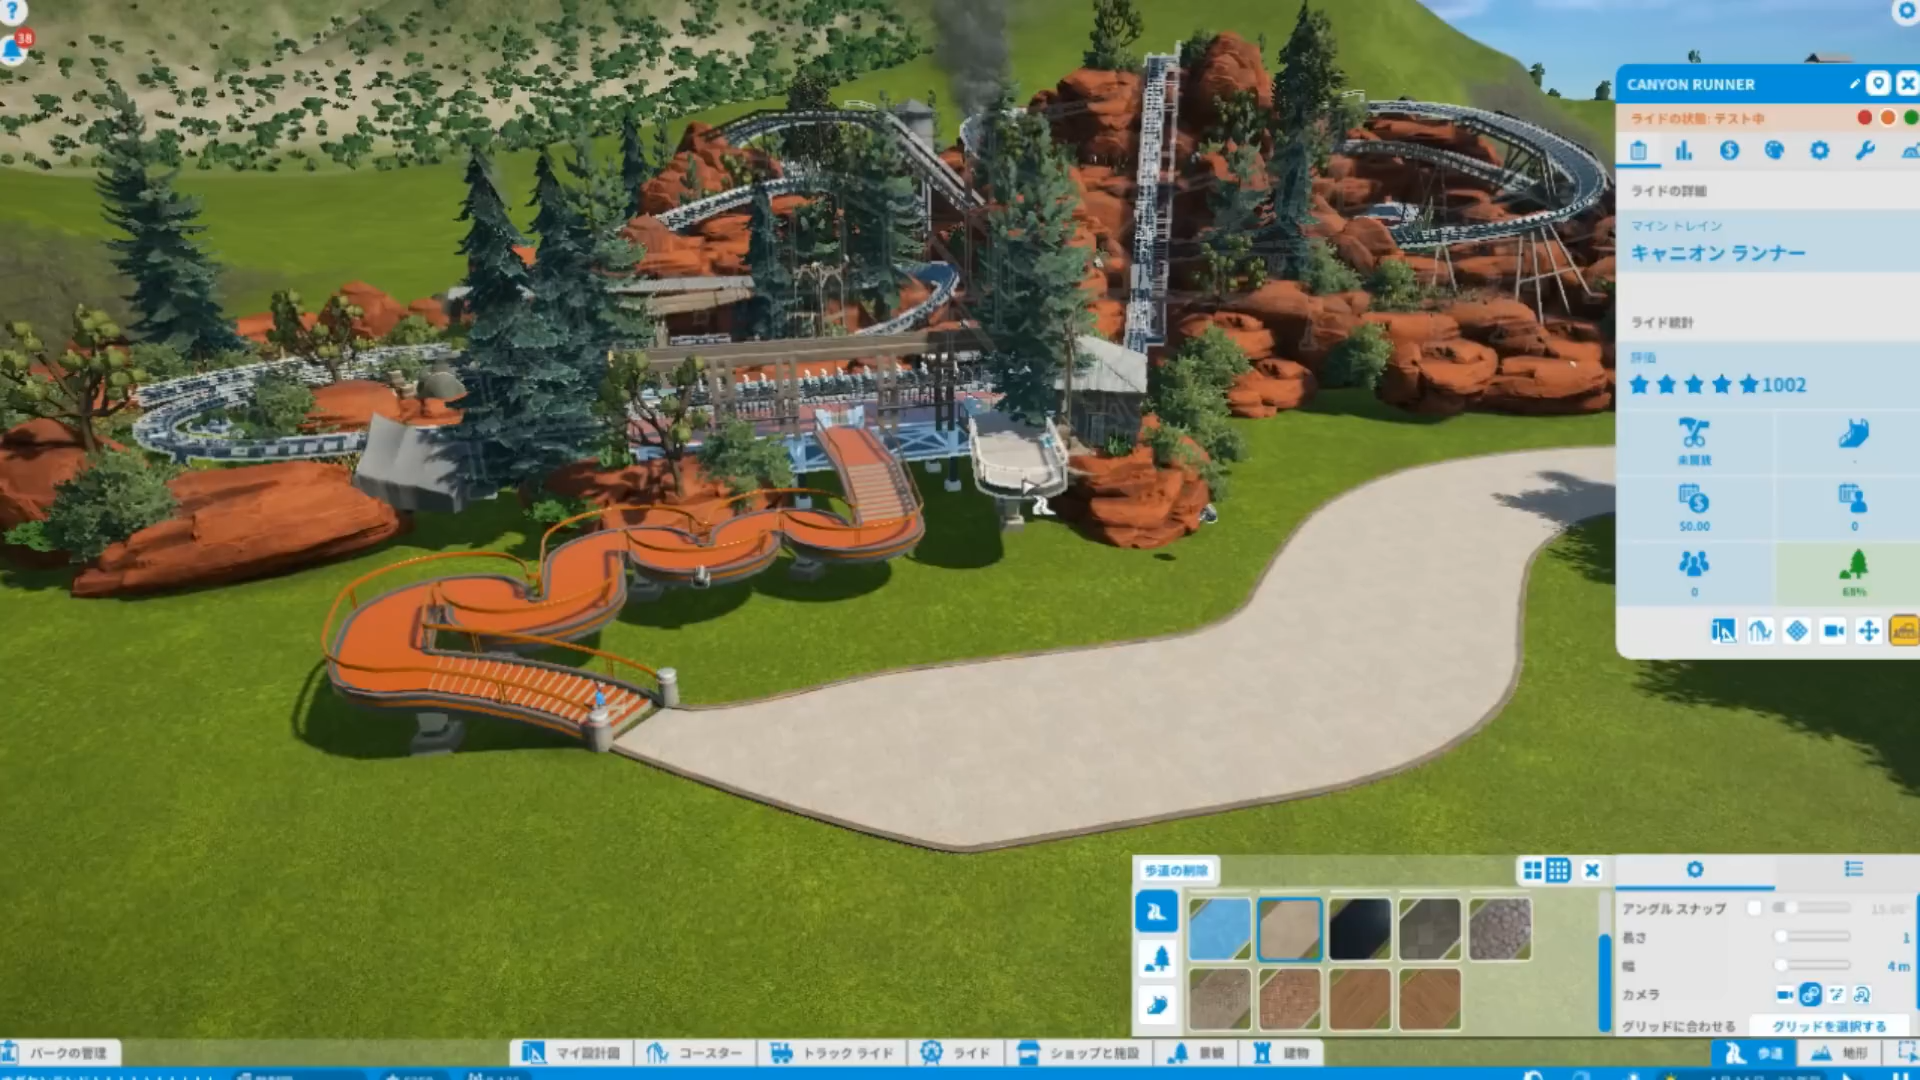 ?
38
CANYON RUNNER
ライドの状態: テスト中
ライドの詳細
マイン トレイン
キャニオン ランナー
ライド統計
評価
1002
未開放
-
$0.00
0
0
68%
歩道の削除
アングル スナップ
長さ
1
幅
4 m
カメラ
グリッドに合わせる
グリッドを選択する
パークの管理
マイ設計図
コースター
トラック ライド
ライド
ショップと施設
景観
建物
歩道
地形